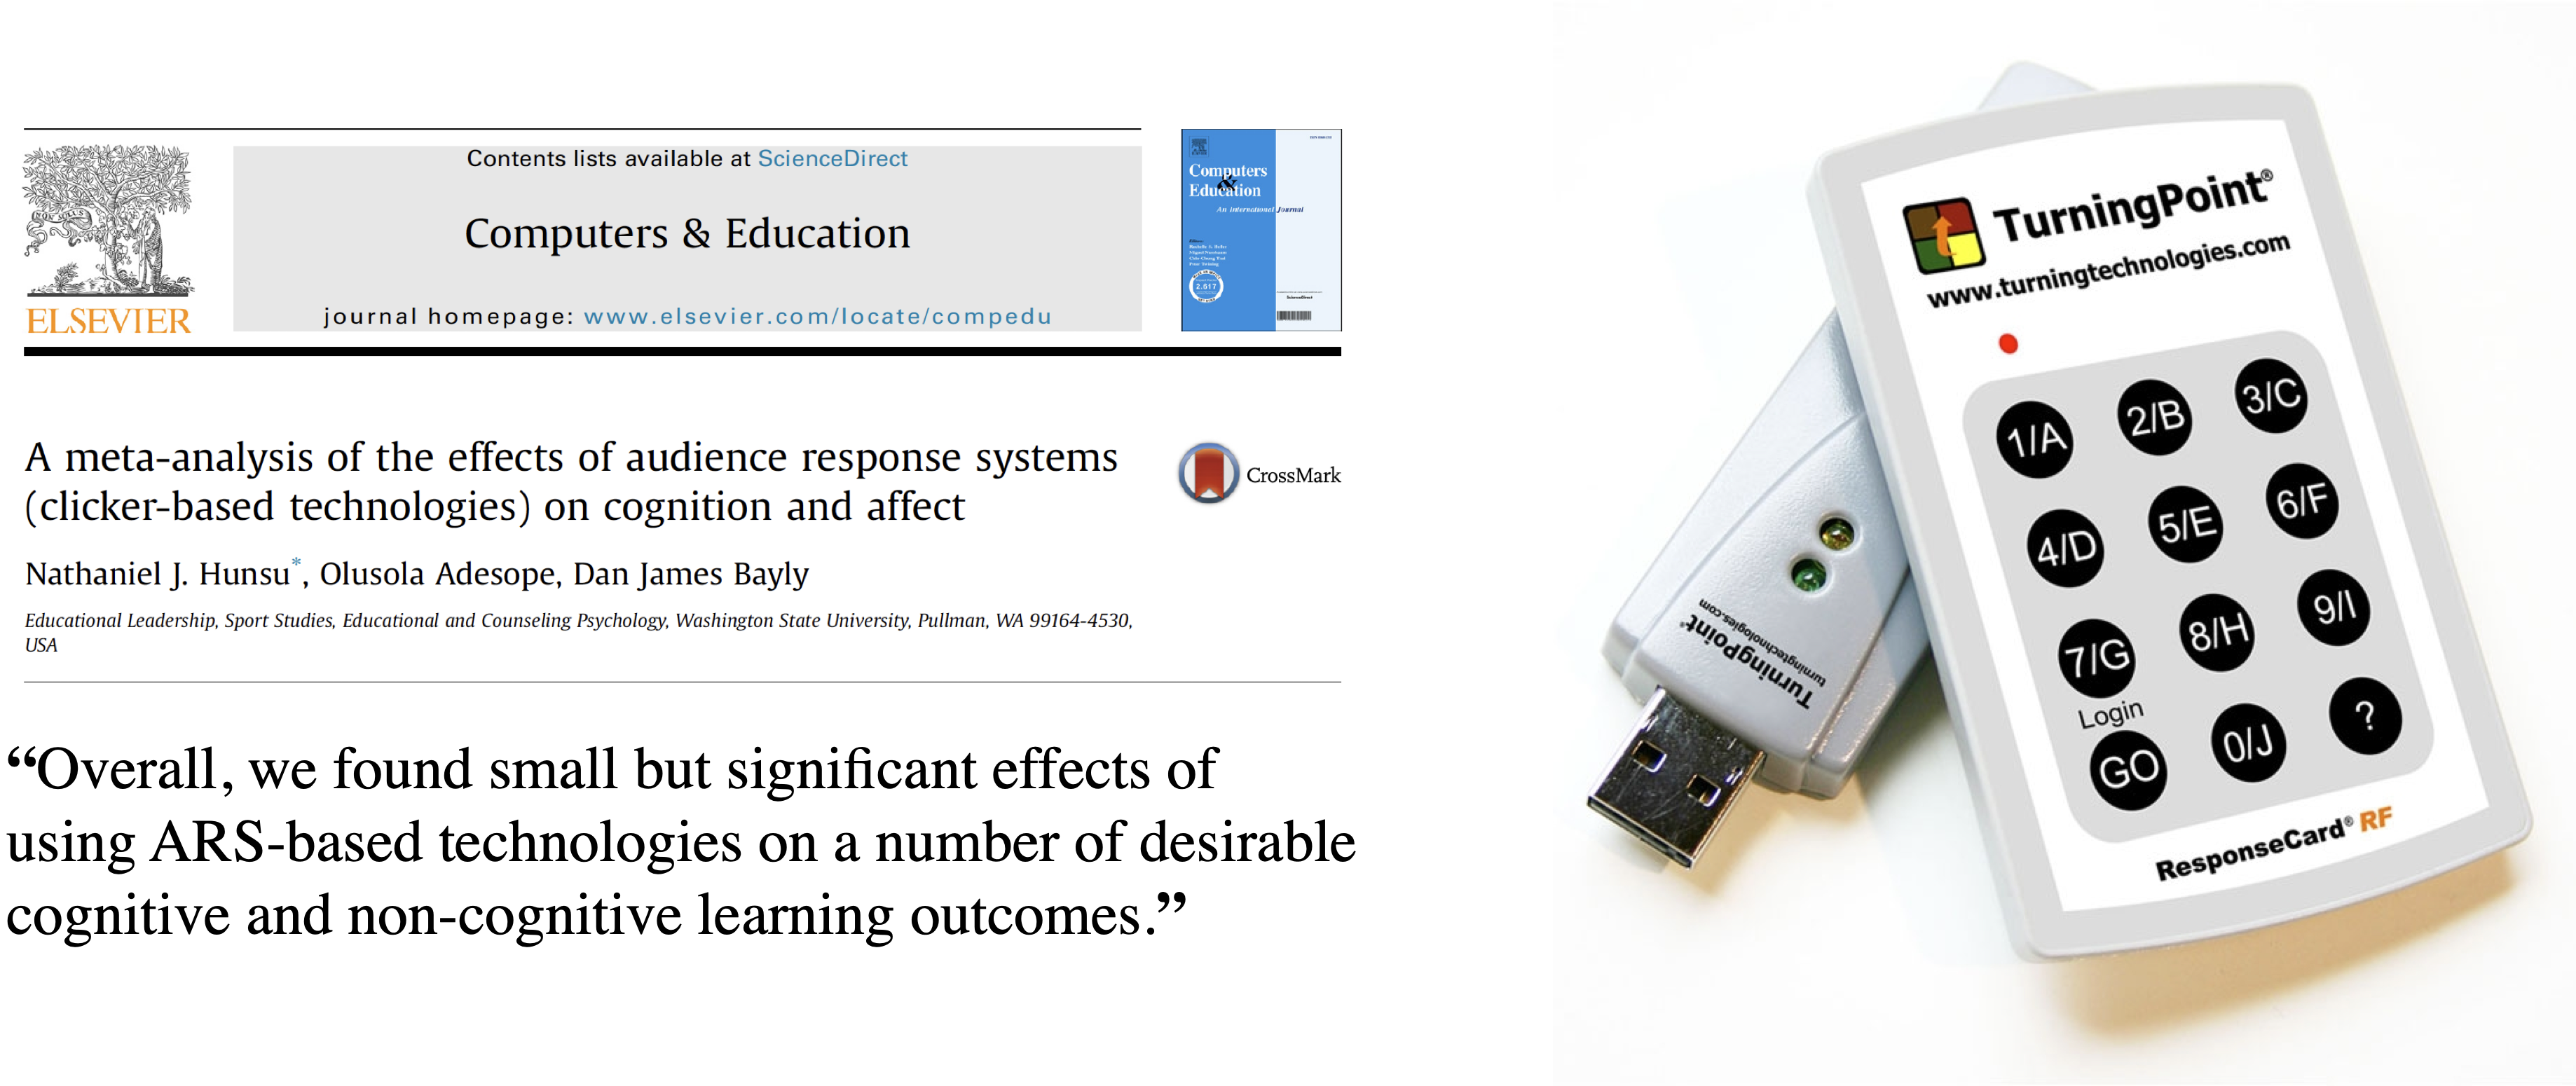 Contents lists available at ScienceDirect
Computers & Education
journal homepage: www.elsevier.com/locate/compedu
ELSEVIER
NON SOLUS
Computers
&
Education
An International Journal
2.617
ScienceDirect
A meta-analysis of the effects of audience response systems
(clicker-based technologies) on cognition and affect
CrossMark
Nathaniel J. Hunsu*, Olusola Adesope, Dan James Bayly
Educational Leadership, Sport Studies, Educational and Counseling Psychology, Washington State University, Pullman, WA 99164-4530,
USA
“Overall, we found small but significant effects of
using ARS-based technologies on a number of desirable
cognitive and non-cognitive learning outcomes.”
TurningPoint®
www.turningtechnologies.com
1/A 2/B 3/C
4/D 5/E 6/F
7/G 8/H 9/I
Login
GO 0/J ?
ResponseCard® RF
TurningPoint®
turningtechnologies.com